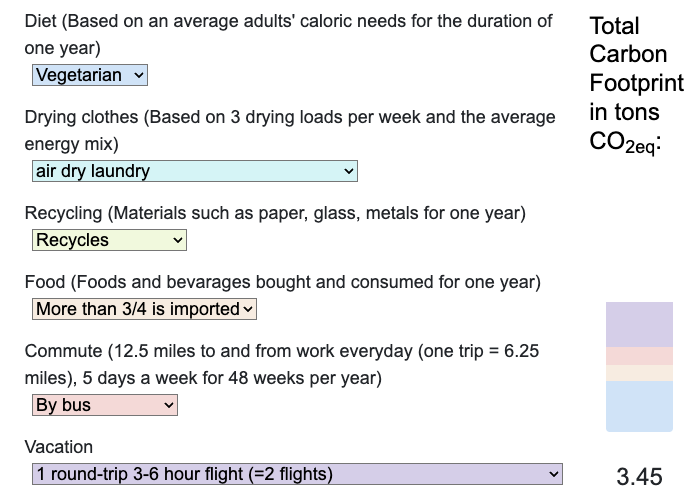 Diet (Based on an average adults' caloric needs for the duration of
one year)
Vegetarian
Drying clothes (Based on 3 drying loads per week and the average
energy mix)
air dry laundry
Recycling (Materials such as paper, glass, metals for one year)
Recycles
Food (Foods and bevarages bought and consumed for one year)
More than 3/4 is imported
Commute (12.5 miles to and from work everyday (one trip = 6.25
miles), 5 days a week for 48 weeks per year)
By bus
Vacation
1 round-trip 3-6 hour flight (=2 flights)
Total
Carbon
Footprint
in tons
CO2eq:
3.45